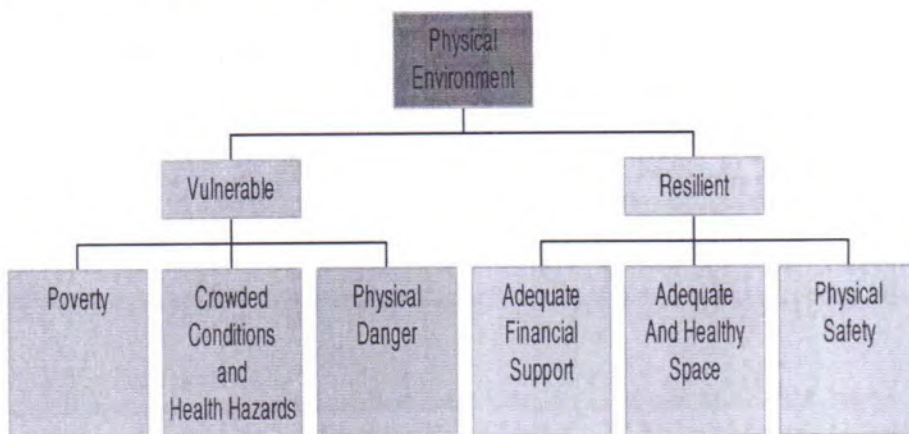 Physical
Environment
Vulnerable
Resilient
Poverty
Crowded
Conditions
and
Health Hazards
Physical
Danger
Adequate
Financial
Support
Adequate
And Healthy
Space
Physical
Safety